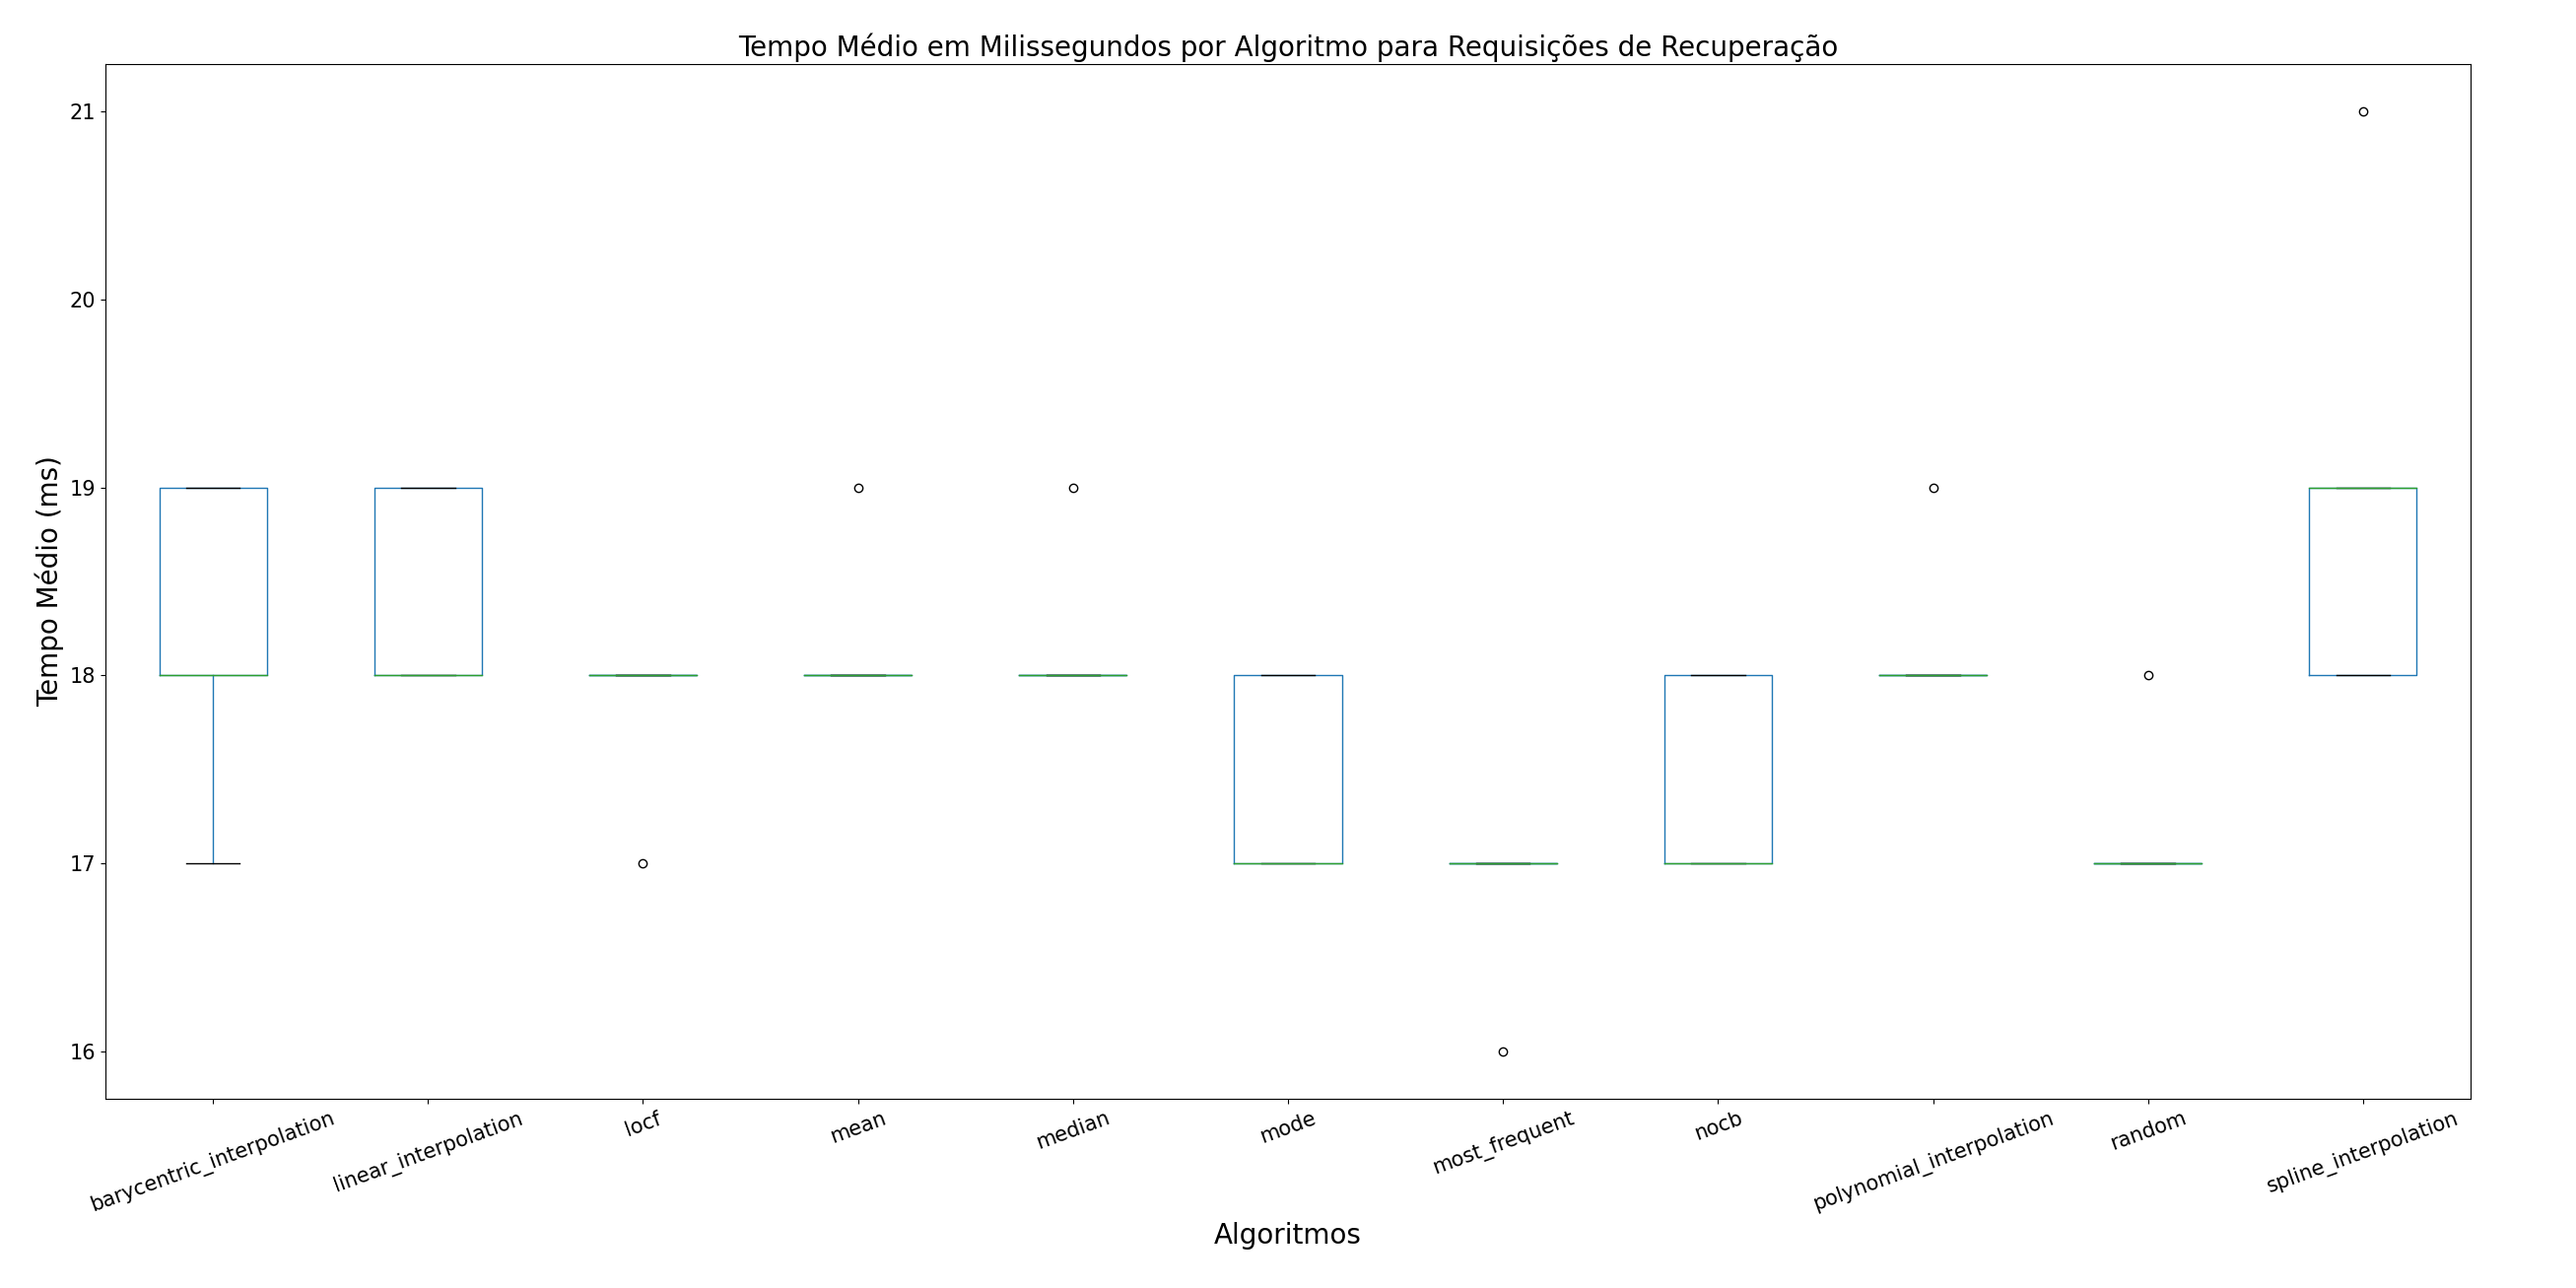 Tempo Médio em Milissegundos por Algoritmo para Requisições de Recuperação
Tempo Médio (ms)
21
20
19
18
17
16
barycentric_interpolation
linear_interpolation
locf
mean
median
mode
most_frequent
nocb
polynomial_interpolation
random
spline_interpolation
Algoritmos